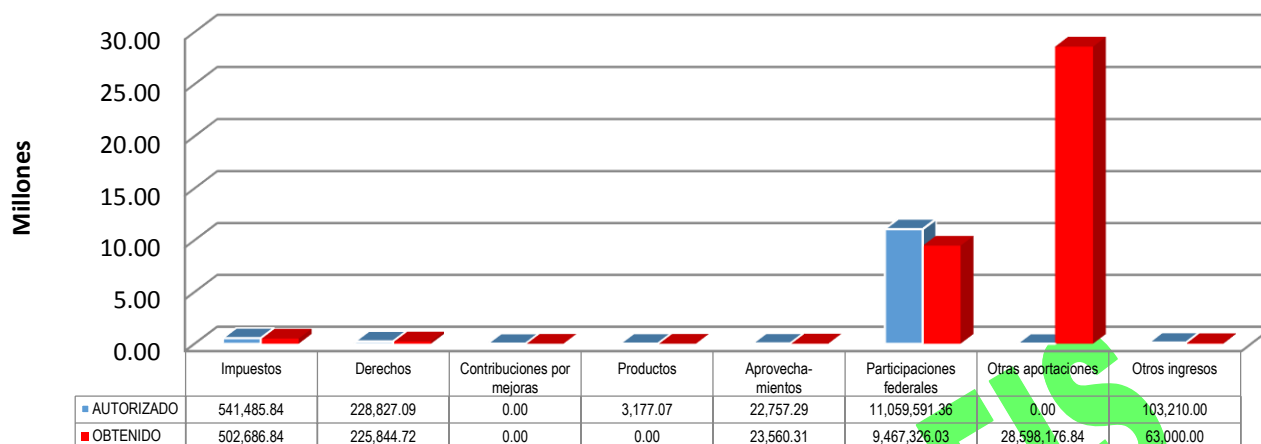 Millones
30.00
25.00
20.00
15.00
10.00
5.00
0.00
Impuestos Derechos Contribuciones por mejoras Productos Aprovecha-mientos Participaciones federales Otras aportaciones Otros ingresos
AUTORIZADO 541,485.84 228,827.09 0.00 3,177.07 22,757.29 11,059,591.36 0.00 103,210.00
OBTENIDO 502,686.84 225,844.72 0.00 0.00 23,560.31 9,467,326.03 28,598,176.84 63,000.00